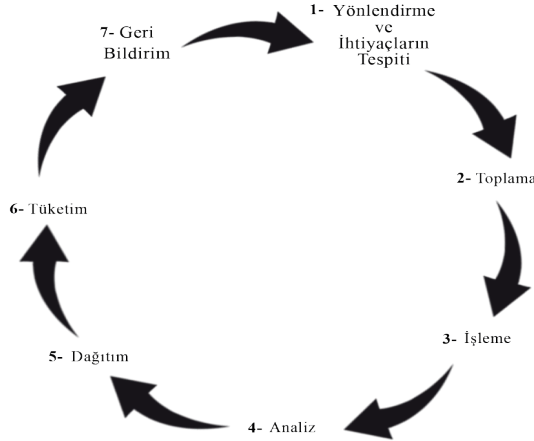 1- Yönlendirme
ve
İhtiyaçların
Tespiti
2- Toplama
3- İşleme
4- Analiz
5- Dağıtım
6- Tüketim
7- Geri
Bildirim